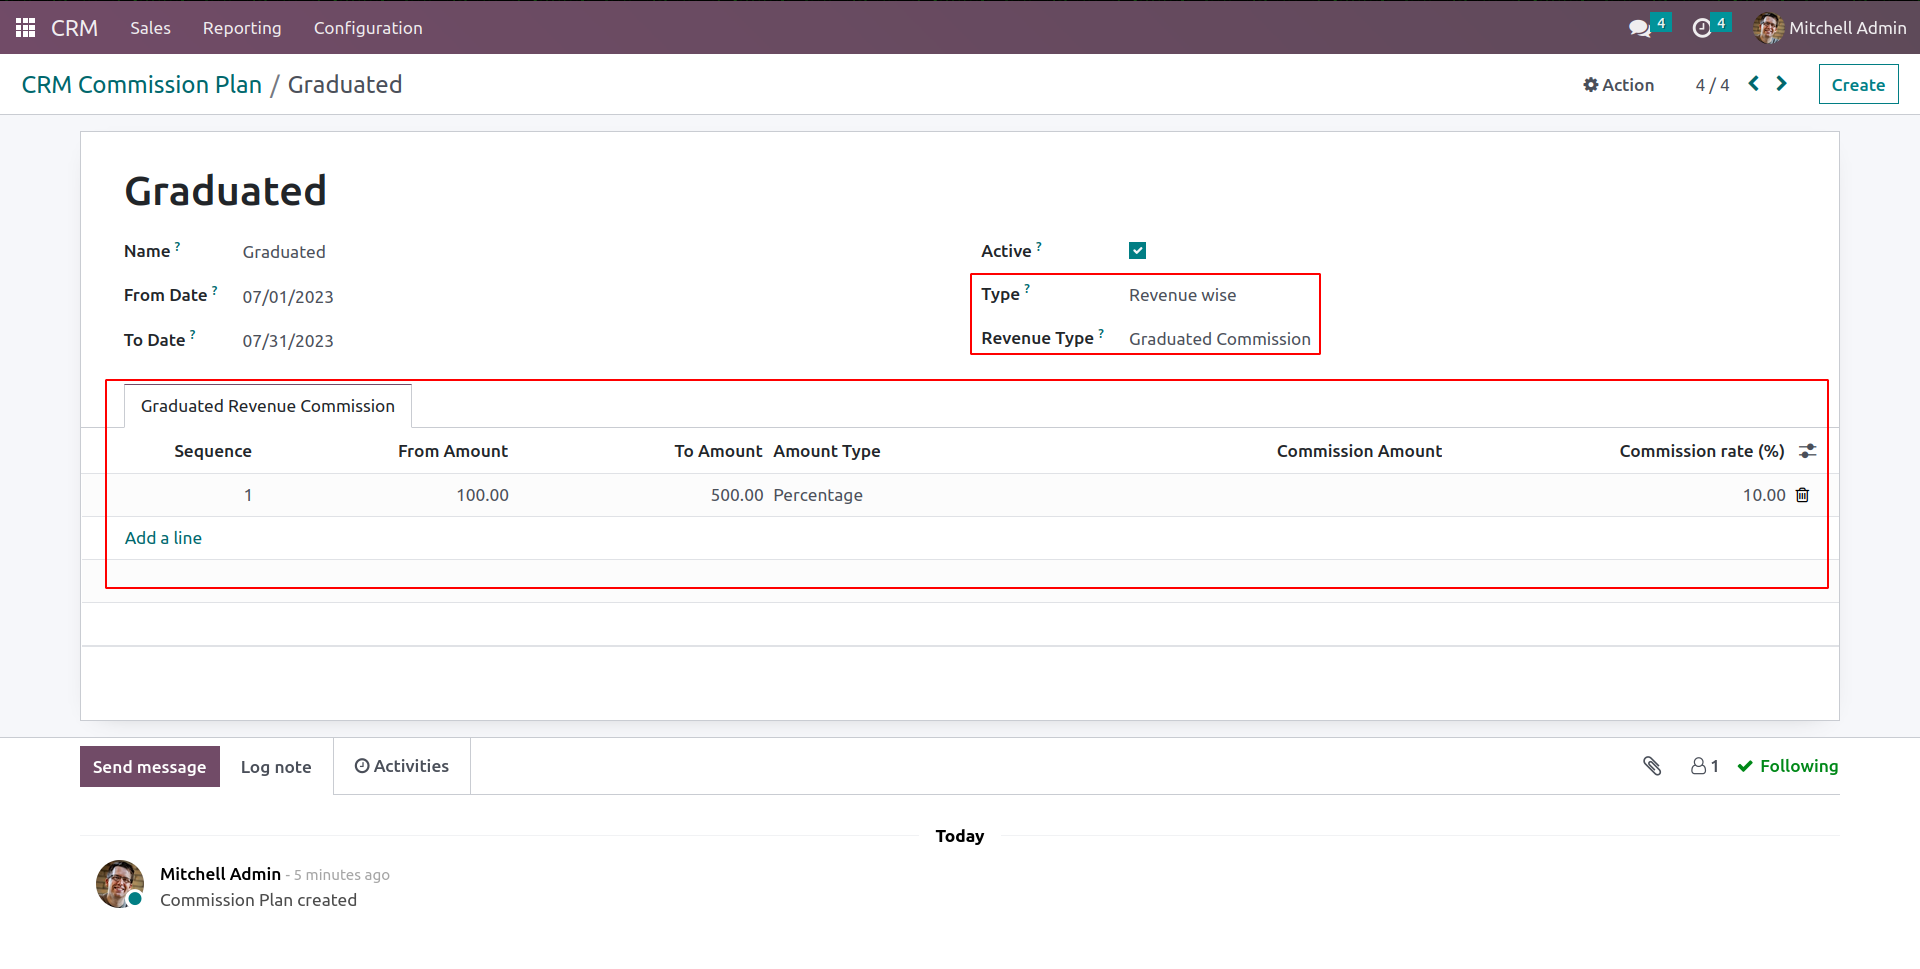 CRM Sales Reporting Configuration 4 4 Mitchell Admin
CRM Commission Plan / Graduated Action 4 / 4 Create
Graduated
Name ? Graduated Active ?
From Date ? 07/01/2023 Type ? Revenue wise
To Date ? 07/31/2023 Revenue Type ? Graduated Commission
Graduated Revenue Commission
Sequence From Amount To Amount Amount Type Commission Amount Commission rate (%)
1 100.00 500.00 Percentage 10.00
Add a line
Send message Log note Activities 1 Following
Today
Mitchell Admin - 5 minutes ago
Commission Plan created